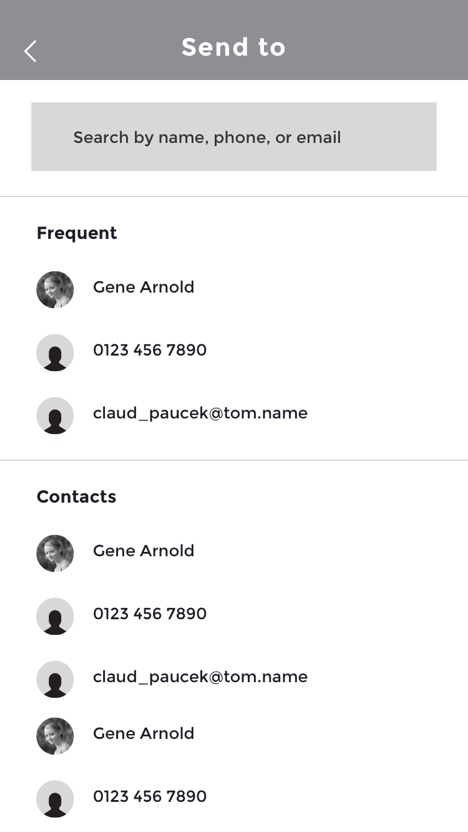 Send to
Search by name, phone, or email
Frequent
Gene Arnold
0123 456 7890
claud_paucek@tom.name
Contacts
Gene Arnold
0123 456 7890
claud_paucek@tom.name
Gene Arnold
0123 456 7890